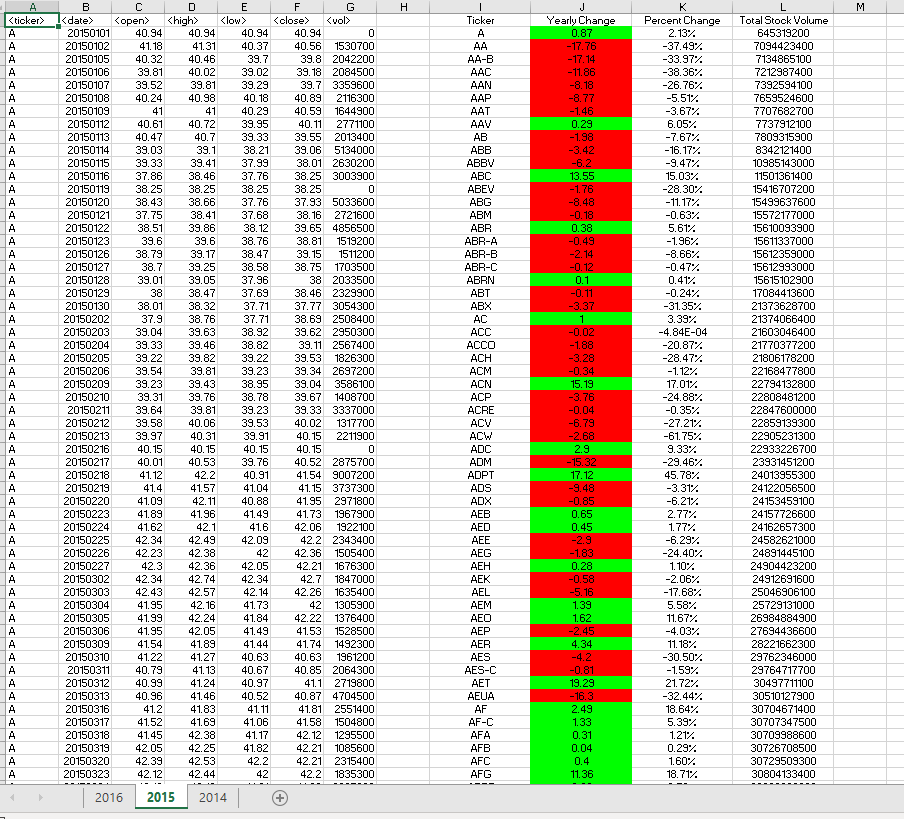 A B C D E F G H I J K L M
<ticker> <date> <open> <high> <low> <close> <vol> Ticker Yearly Change Percent Change Total Stock Volume
A 20150101 40.94 40.94 40.94 40.94 0 A 0.87 2.13% 645319200
A 20150102 41.18 41.31 40.37 40.56 1530700 AA -17.76 -37.49% 7094423400
A 20150105 40.32 40.46 39.7 39.8 2042200 AA-B -17.14 -33.97% 7134865100
A 20150106 39.81 40.02 39.02 39.18 2084500 AAC -11.86 -38.36% 7212987400
A 20150107 39.52 39.81 39.29 39.7 3359600 AAN -8.18 -26.76% 7392594100
A 20150108 40.24 40.98 40.18 40.89 2116300 AAP -8.77 -5.51% 7659524600
A 20150109 41 41 40.29 40.59 1644900 AAT -1.46 -3.67% 7707682700
A 20150112 40.61 40.72 39.95 40.11 2771100 AAV 0.29 6.05% 7737912100
A 20150113 40.47 40.7 39.33 39.55 2013400 AB -1.98 -7.67% 7809315900
A 20150114 39.03 39.1 38.21 39.06 5134000 ABB -3.42 -16.17% 8342121400
A 20150115 39.33 39.41 37.99 38.01 2630200 ABBV -6.2 -9.47% 10985143000
A 20150116 37.86 38.46 37.76 38.25 3003900 ABC 13.55 15.03% 11501361400
A 20150119 38.25 38.25 38.25 38.25 0 ABEV -1.76 -28.30% 15416707200
A 20150120 38.43 38.66 37.76 37.93 5033600 ABG -8.46 -11.17% 15499637600
A 20150121 37.75 38.41 37.68 38.16 2721600 ABM -0.18 -0.63% 15572177000
A 20150122 38.51 39.86 38.12 39.65 4856500 ABR 0.38 5.61% 15610093900
A 20150123 39.6 39.6 38.76 38.81 1519200 ABR-A -0.49 -1.96% 15611337000
A 20150126 38.79 39.17 38.47 39.15 1511200 ABR-B -2.14 -8.66% 15612359000
A 20150127 38.7 39.25 38.58 38.75 1703500 ABR-C -0.12 -0.47% 15612993000
A 20150128 39.01 39.05 37.96 38 2033500 ABRN 0.1 0.41% 15615102900
A 20150129 38 38.47 37.69 38.46 2329900 ABT -0.11 -0.24% 17084413600
A 20150130 38.01 38.32 37.71 37.77 3054300 ABX -3.37 -31.35% 21373628700
A 20150202 37.9 38.76 37.71 38.69 2508400 AC 1 3.39% 21374066400
A 20150203 39.04 39.63 38.92 39.62 2950300 ACC -0.02 -4.84E-04 21603046400
A 20150204 39.33 39.46 38.82 39.11 2567400 ACCO -1.88 -20.87% 21770377200
A 20150205 39.22 39.82 39.22 39.53 1826300 ACH -3.28 -28.47% 21806178200
A 20150206 39.54 39.81 39.23 39.34 2697200 ACM -0.34 -1.12% 22168477800
A 20150209 39.23 39.43 38.95 39.04 3586100 ACN 15.19 17.01% 22794132800
A 20150210 39.31 39.76 38.78 39.67 1408700 ACP -3.76 -24.88% 22808481200
A 20150211 39.64 39.81 39.23 39.33 3337000 ACRE -0.04 -0.35% 22847600000
A 20150212 39.58 40.06 39.53 40.02 1317700 ACV -6.79 -27.21% 22859139300
A 20150213 39.97 40.31 39.91 40.15 2211900 ACW -2.68 -61.75% 22905231300
A 20150216 40.15 40.15 40.15 40.15 0 ADC 2.9 9.33% 22933226700
A 20150217 40.01 40.53 39.76 40.52 2875700 ADM -15.32 -29.46% 23931451200
A 20150218 41.12 42.2 40.91 41.54 9007200 ADPT 17.12 45.78% 24013955300
A 20150219 41.4 41.57 41.04 41.15 3737300 ADS -9.48 -3.31% 24122056500
A 20150220 41.09 42.11 40.88 41.95 2971800 ADX -0.85 -6.21% 24153459100
A 20150223 41.89 41.96 41.49 41.73 1967900 AEB 0.65 2.77% 24157726600
A 20150224 41.62 42.1 41.6 42.06 1922100 AED 0.45 1.77% 24162657300
A 20150225 42.34 42.49 42.09 42.2 2343400 AEE -2.9 -6.29% 24582621000
A 20150226 42.23 42.38 42 42.36 1505400 AEG -1.83 -24.40% 24891445100
A 20150227 42.3 42.36 42.05 42.21 1676300 AEH 0.28 1.10% 24904423200
A 20150302 42.34 42.74 42.34 42.7 1847000 AEK -0.58 -2.06% 24912691600
A 20150303 42.43 42.57 42.14 42.26 1635400 AEL -5.16 -17.68% 25046906100
A 20150304 41.95 42.16 41.73 42 1305900 AEM 1.39 5.58% 25729131000
A 20150305 41.99 42.24 41.84 42.22 1376400 AEO 1.62 11.67% 26984884900
A 20150306 41.95 42.05 41.49 41.53 1528500 AEP -2.45 -4.03% 27694436600
A 20150309 41.54 41.89 41.44 41.74 1492300 AER 4.34 11.18% 28221662300
A 20150310 41.22 41.27 40.63 40.63 1961200 AES -4.2 -30.50% 29762346000
A 20150311 40.79 41.13 40.67 40.85 2064300 AES-C -0.81 -1.59% 29764717700
A 20150312 40.99 41.24 40.97 41.1 2719800 AET 19.29 21.72% 30497711100
A 20150313 40.96 41.46 40.52 40.87 4704500 AEUA -16.3 -32.44% 30510127900
A 20150316 41.2 41.83 41.11 41.81 2551400 AF 2.49 18.64% 30704671400
A 20150317 41.52 41.69 41.06 41.58 1504800 AF-C 1.33 5.39% 30707347500
A 20150318 41.45 42.38 41.17 42.12 1295500 AFA 0.31 1.21% 30709988600
A 20150319 42.05 42.25 41.82 42.21 1085600 AFB 0.04 0.29% 30726708500
A 20150320 42.39 42.53 42.2 42.21 2315400 AFC 0.4 1.60% 30729509300
A 20150323 42.12 42.44 42 42.2 1835300 AFG 11.36 18.71% 30804133400
2016 2015 2014